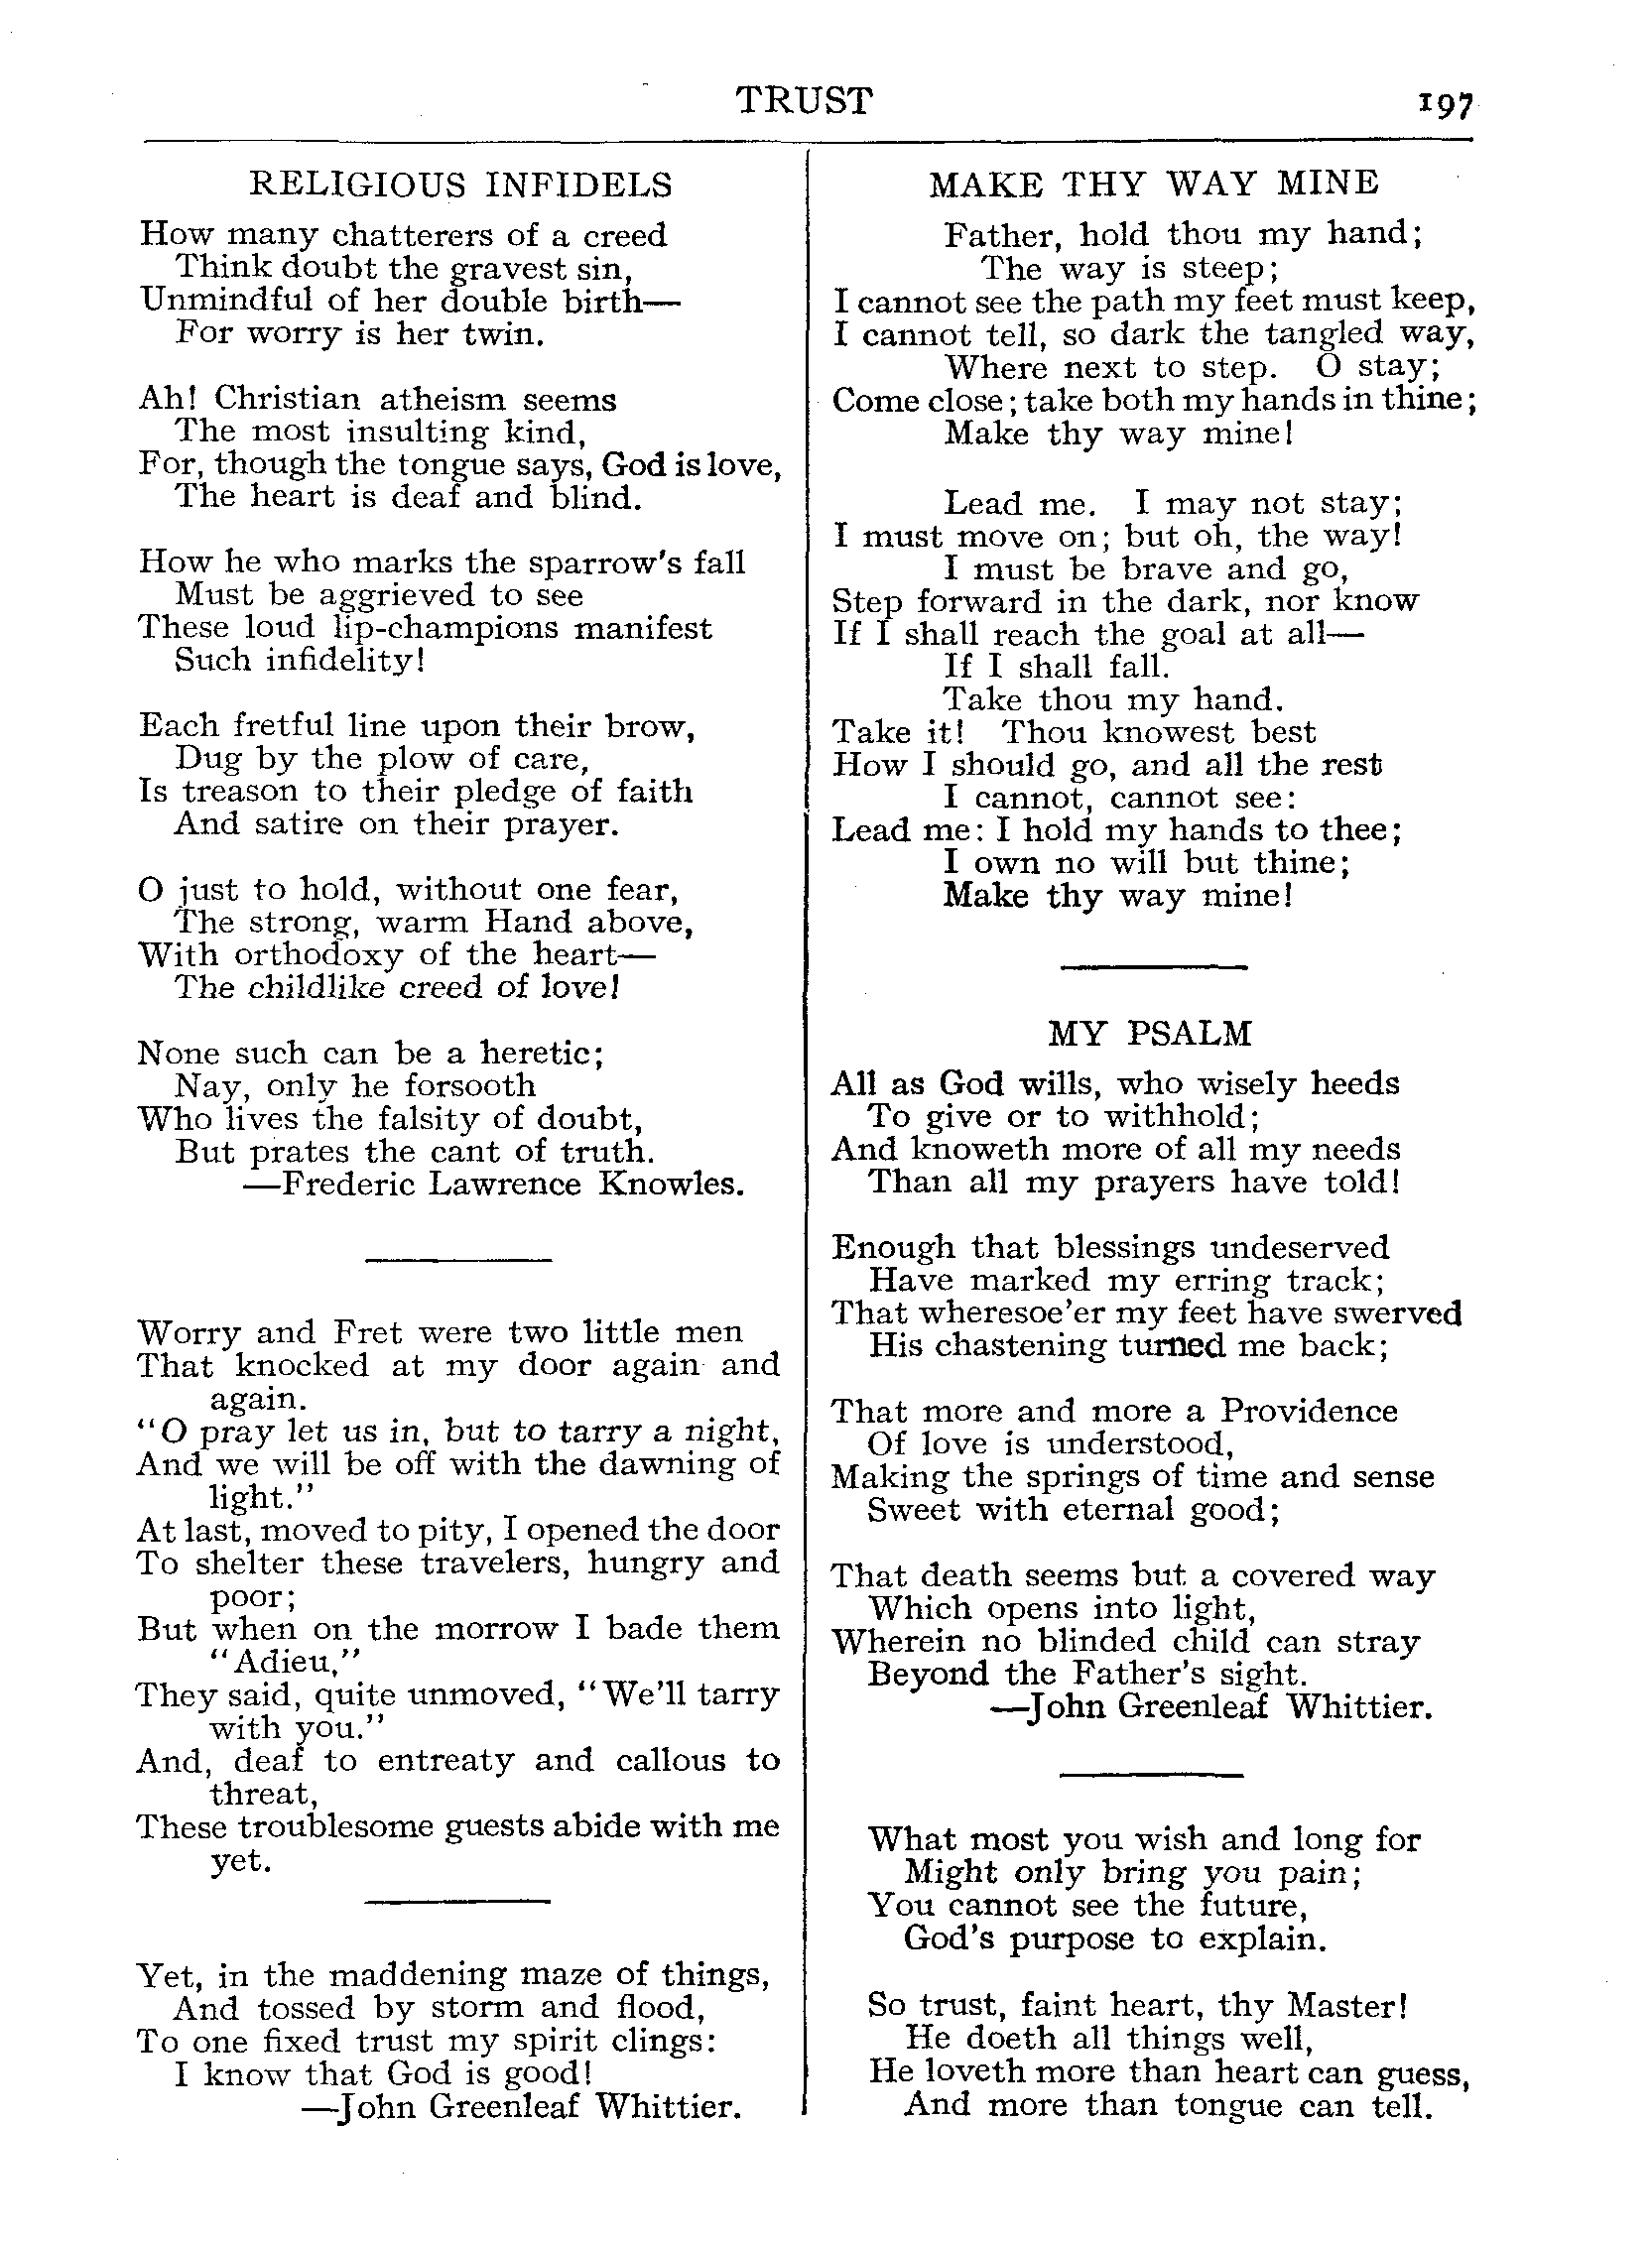 TRUST
197
RELIGIOUS INFIDELS
How many chatterers of a creed
Think doubt the gravest sin,
Unmindful of her double birth—
For worry is her twin.
Ah! Christian atheism seems
The most insulting kind,
For, though the tongue says, God is love,
The heart is deaf and blind.
How he who marks the sparrow's fall
Must be aggrieved to see
These loud lip-champions manifest
Such infidelity!
Each fretful line upon their brow,
Dug by the plow of care,
Is treason to their pledge of faith
And satire on their prayer.
O just to hold, without one fear,
The strong, warm Hand above,
With orthodoxy of the heart—
The childlike creed of love!
None such can be a heretic;
Nay, only he forsooth
Who lives the falsity of doubt,
But prates the cant of truth.
—Frederic Lawrence Knowles.
Worry and Fret were two little men
That knocked at my door again and
again.
"O pray let us in, but to tarry a night,
And we will be off with the dawning of
light."
At last, moved to pity, I opened the door
To shelter these travelers, hungry and
poor;
But when on the morrow I bade them
"Adieu,"
They said, quite unmoved, "We'll tarry
with you."
And, deaf to entreaty and callous to
threat,
These troublesome guests abide with me
yet.
Yet, in the maddening maze of things,
And tossed by storm and flood,
To one fixed trust my spirit clings:
I know that God is good!
—John Greenleaf Whittier.
MAKE THY WAY MINE
Father, hold thou my hand;
The way is steep;
I cannot see the path my feet must keep,
I cannot tell, so dark the tangled way,
Where next to step. O stay;
Come close; take both my hands in thine;
Make thy way mine!
Lead me. I may not stay;
I must move on; but oh, the way!
I must be brave and go,
Step forward in the dark, nor know
If I shall reach the goal at all—
If I shall fall.
Take thou my hand.
Take it! Thou knowest best
How I should go, and all the rest
I cannot, cannot see:
Lead me: I hold my hands to thee;
I own no will but thine;
Make thy way mine!
MY PSALM
All as God wills, who wisely heeds
To give or to withhold;
And knoweth more of all my needs
Than all my prayers have told!
Enough that blessings undeserved
Have marked my erring track;
That wheresoe'er my feet have swerved
His chastening turned me back;
That more and more a Providence
Of love is understood,
Making the springs of time and sense
Sweet with eternal good;
That death seems but a covered way
Which opens into light,
Wherein no blinded child can stray
Beyond the Father's sight.
—John Greenleaf Whittier.
What most you wish and long for
Might only bring you pain;
You cannot see the future,
God's purpose to explain.
So trust, faint heart, thy Master!
He doeth all things well,
He loveth more than heart can guess,
And more than tongue can tell.